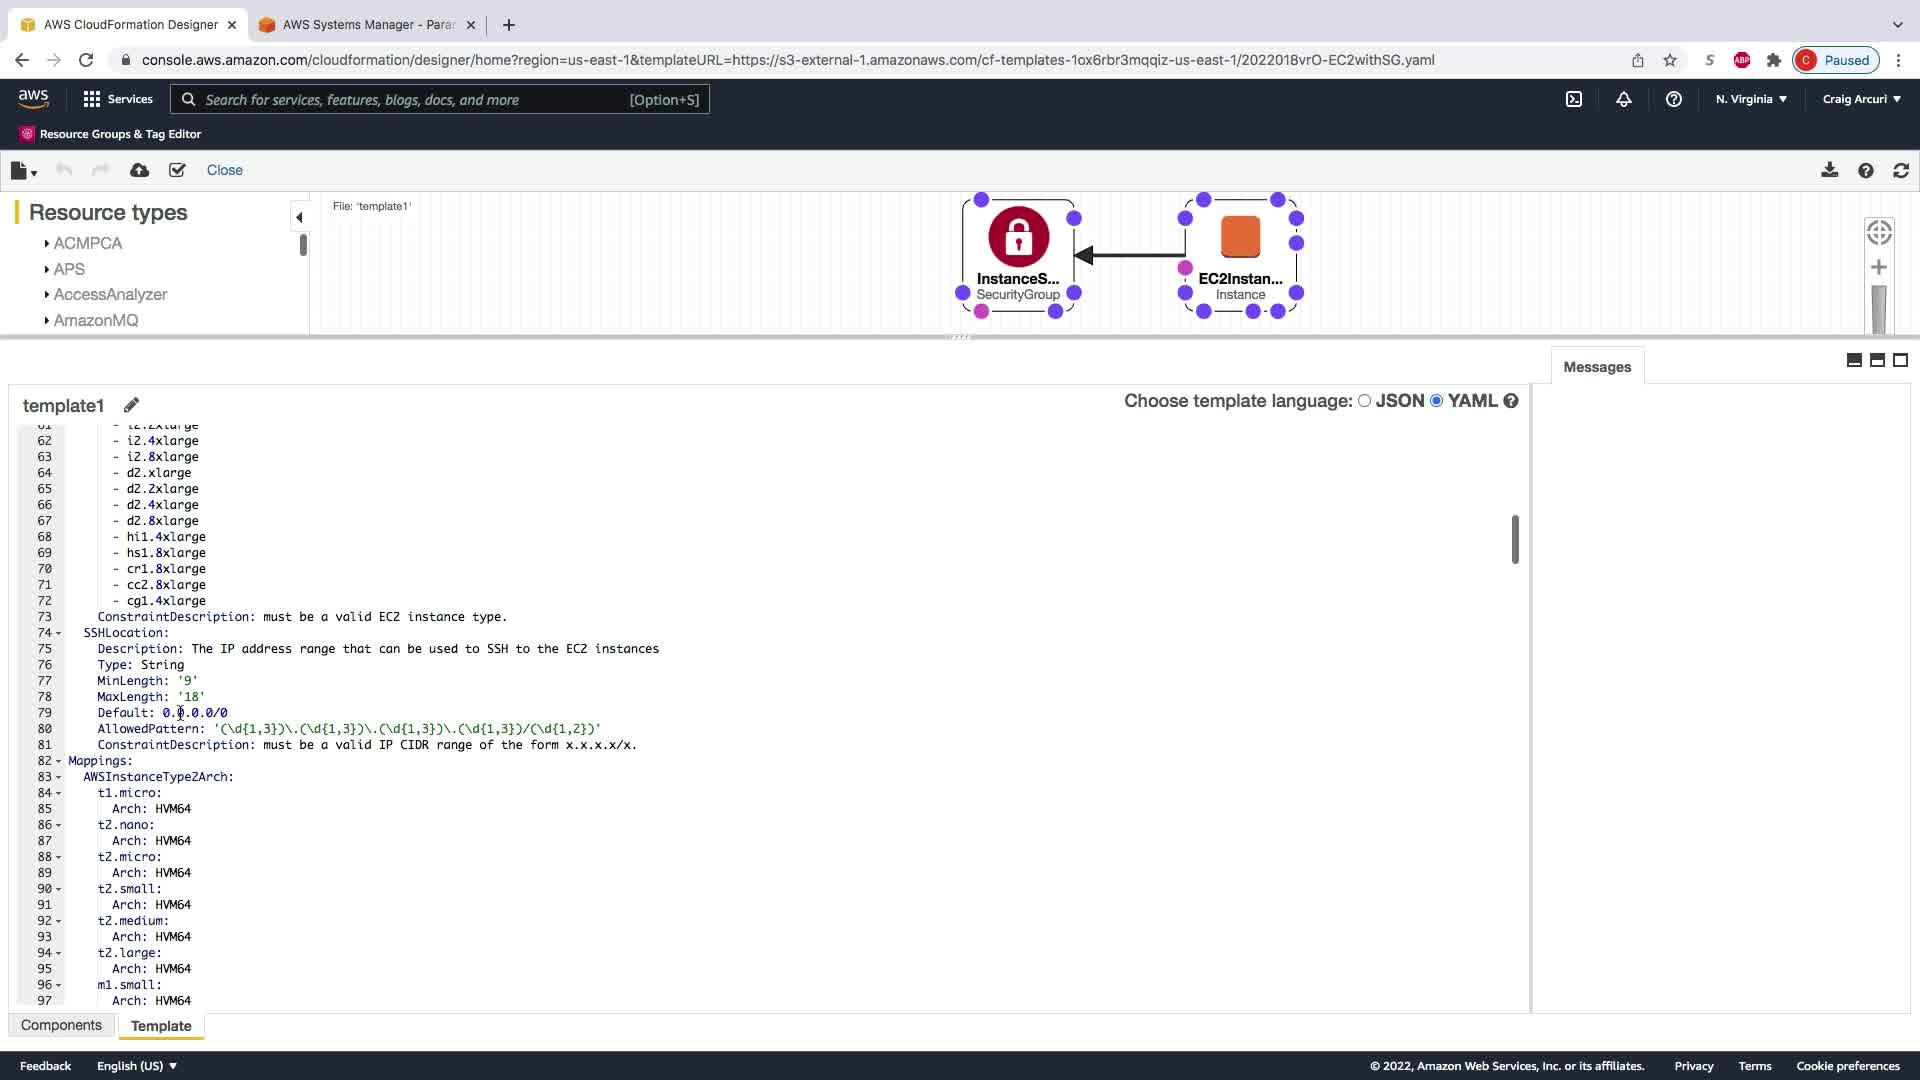 AWS CloudFormation Designer
AWS Systems Manager - Para
console.aws.amazon.com/cloudformation/designer/home?region=us-east-1&templateURL=https://s3-external-1.amazonaws.com/cf-templates-1ox6rbr3mqqiz-us-east-1/2022018vrO-EC2withSG.yaml
S
ABP
C Paused
aws
Services
Search for services, features, blogs, docs, and more [Option+S]
N. Virginia
Craig Arcuri
Resource Groups & Tag Editor
Close
Resource types
ACMPCA
APS
AccessAnalyzer
AmazonMQ
File: 'template1'
InstanceS...
SecurityGroup
EC2Instan...
Instance
Messages
template1
Choose template language: JSON YAML
61 - i2.2xlarge
62 - i2.4xlarge
63 - i2.8xlarge
64 - d2.xlarge
65 - d2.2xlarge
66 - d2.4xlarge
67 - d2.8xlarge
68 - hi1.4xlarge
69 - hs1.8xlarge
70 - cr1.8xlarge
71 - cc2.8xlarge
72 - cg1.4xlarge
73 ConstraintDescription: must be a valid EC2 instance type.
74 SSHLocation:
75 Description: The IP address range that can be used to SSH to the EC2 instances
76 Type: String
77 MinLength: '9'
78 MaxLength: '18'
79 Default: 0.0.0.0/0
80 AllowedPattern: '(\d{1,3})\.(\d{1,3})\.(\d{1,3})\.(\d{1,3})/(\d{1,2})'
81 ConstraintDescription: must be a valid IP CIDR range of the form x.x.x.x/x.
82 Mappings:
83 AWSInstanceType2Arch:
84 t1.micro:
85 Arch: HVM64
86 t2.nano:
87 Arch: HVM64
88 t2.micro:
89 Arch: HVM64
90 t2.small:
91 Arch: HVM64
92 t2.medium:
93 Arch: HVM64
94 t2.large:
95 Arch: HVM64
96 m1.small:
97 Arch: HVM64
Components
Template
Feedback
English (US)
© 2022, Amazon Web Services, Inc. or its affiliates.
Privacy
Terms
Cookie preferences